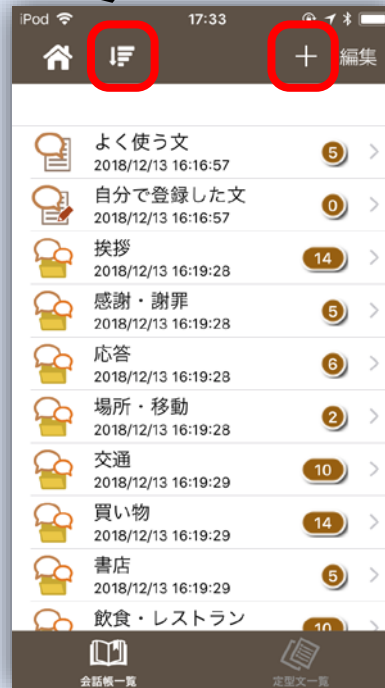 iPod 17:33
編集
よく使う文
2018/12/13 16:16:57
5
自分で登録した文
2018/12/13 16:16:57
0
挨拶
2018/12/13 16:19:28
14
感謝・謝罪
2018/12/13 16:19:28
5
応答
2018/12/13 16:19:28
6
場所・移動
2018/12/13 16:19:28
2
交通
2018/12/13 16:19:29
10
買い物
2018/12/13 16:19:29
14
書店
2018/12/13 16:19:29
5
飲食・レストラン
10
会話帳一覧
定型文一覧